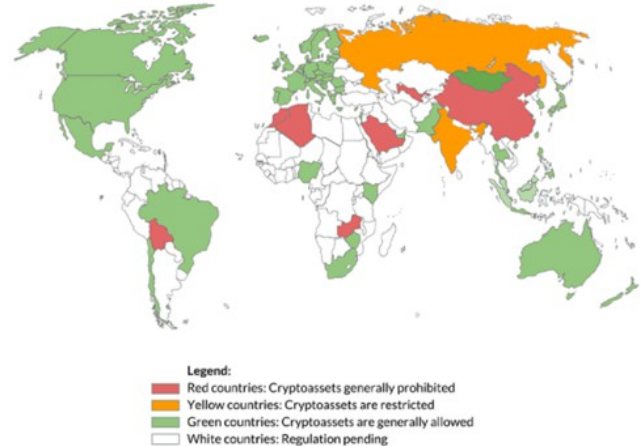 Legend:
Red countries: Cryptoassets generally prohibited
Yellow countries: Cryptoassets are restricted
Green countries: Cryptoassets are generally allowed
White countries: Regulation pending